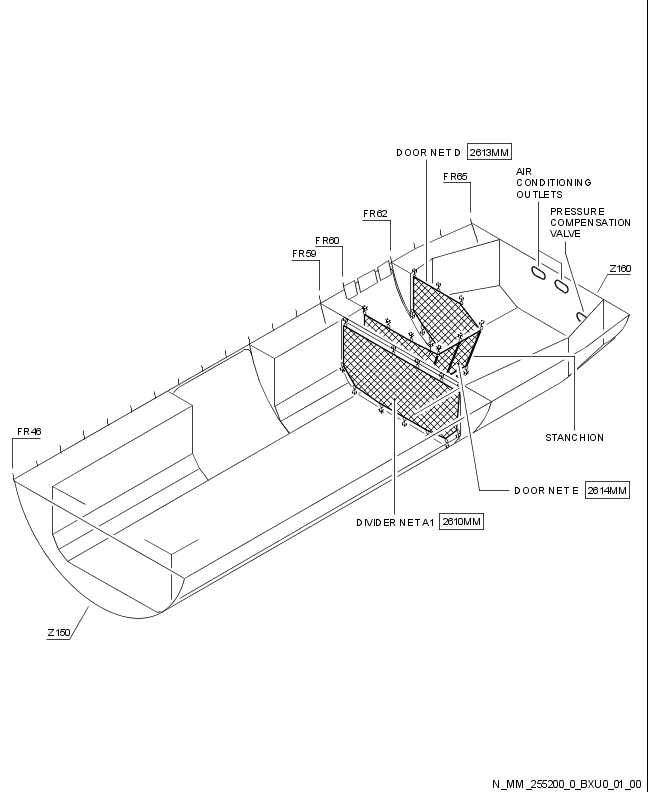 DOOR NET D 2613MM
FR65
AIR
CONDITIONING
OUTLETS
PRESSURE
COMPENSATION
VALVE
FR62
FR60
FR59
Z160
FR46
STANCHION
DOOR NET E 2614MM
DIVIDER NET A1 2610MM
Z150
N_MM_255200_0_BXU0_01_00